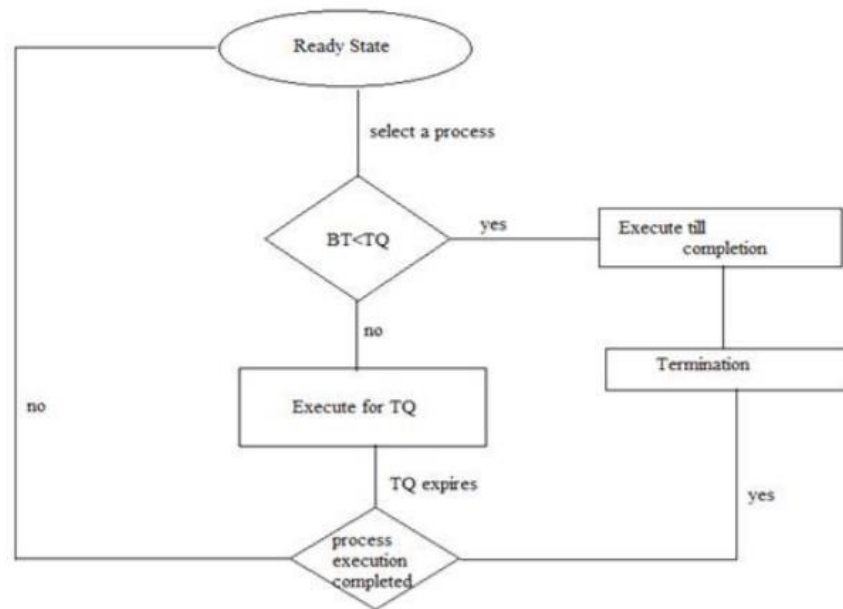 Ready State
select a process
BT<TQ
yes
Execute till
completion
no
Termination
Execute for TQ
no
TQ expires
yes
process
execution
completed